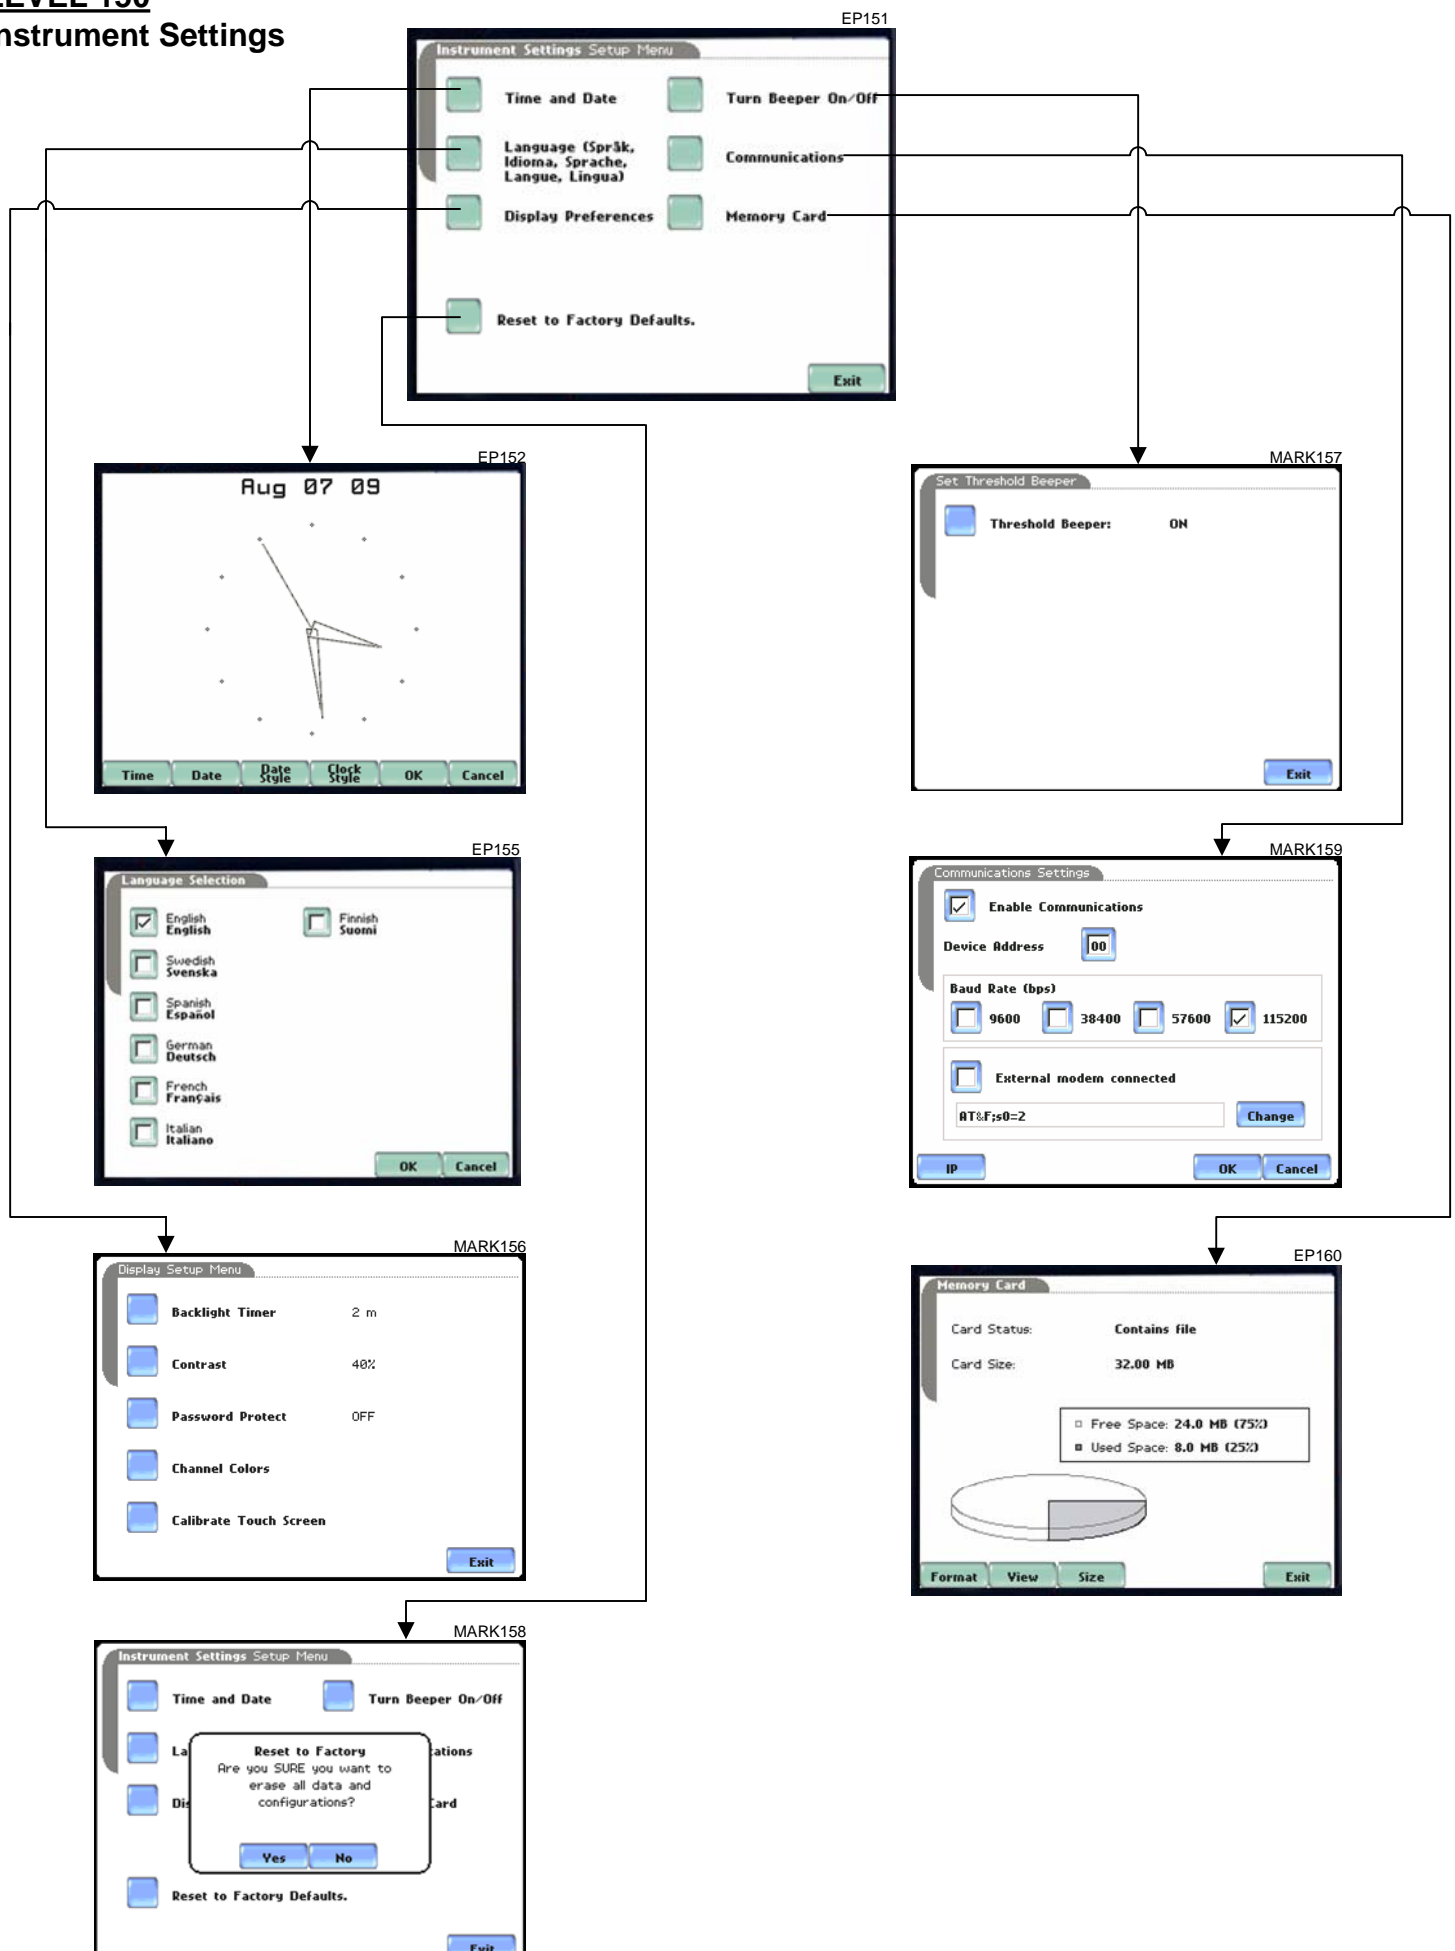 LEVEL 150
Instrument Settings
EP151
Instrument Settings Setup Menu
Time and Date
Turn Beeper On/Off
Language (Språk,
Idioma, Sprache,
Langue, Lingua)
Communications
Display Preferences
Memory Card
Reset to Factory Defaults.
Exit
EP152
Aug 07 09
Time
Date
Date Style
Clock Style
OK
Cancel
MARK157
Set Threshold Beeper
Threshold Beeper: ON
Exit
EP155
Language Selection
English
English
Finnish
Suomi
Swedish
Svenska
Spanish
Español
German
Deutsch
French
Français
Italian
Italiano
OK
Cancel
MARK159
Communications Settings
Enable Communications
Device Address 00
Baud Rate (bps)
9600 38400 57600 115200
External modem connected
AT&F;s0=2
Change
IP
OK
Cancel
MARK156
Display Setup Menu
Backlight Timer 2 m
Contrast 40%
Password Protect OFF
Channel Colors
Calibrate Touch Screen
Exit
EP160
Memory Card
Card Status: Contains file
Card Size: 32.00 MB
Free Space: 24.0 MB (75%)
Used Space: 8.0 MB (25%)
Format
View
Size
Exit
MARK158
Instrument Settings Setup Menu
Time and Date
Turn Beeper On/Off
La
ations
Reset to Factory
Are you SURE you want to
erase all data and
configurations?
Dis
Card
Yes
No
Reset to Factory Defaults.
Exit